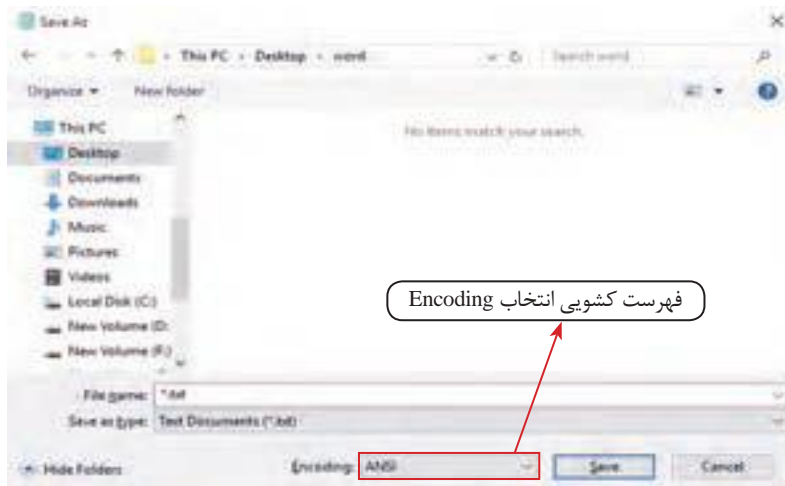 Save As
This PC › Desktop › word
Search word
Organize
New folder
This PC
Desktop
Documents
Downloads
Music
Pictures
Videos
Local Disk (C:)
New Volume (D:
New Volume (F:)
No items match your search.
فهرست کشویی انتخاب Encoding
File name: *.txt
Save as type: Text Documents (*.txt)
Hide Folders
Encoding: ANSI
Save
Cancel